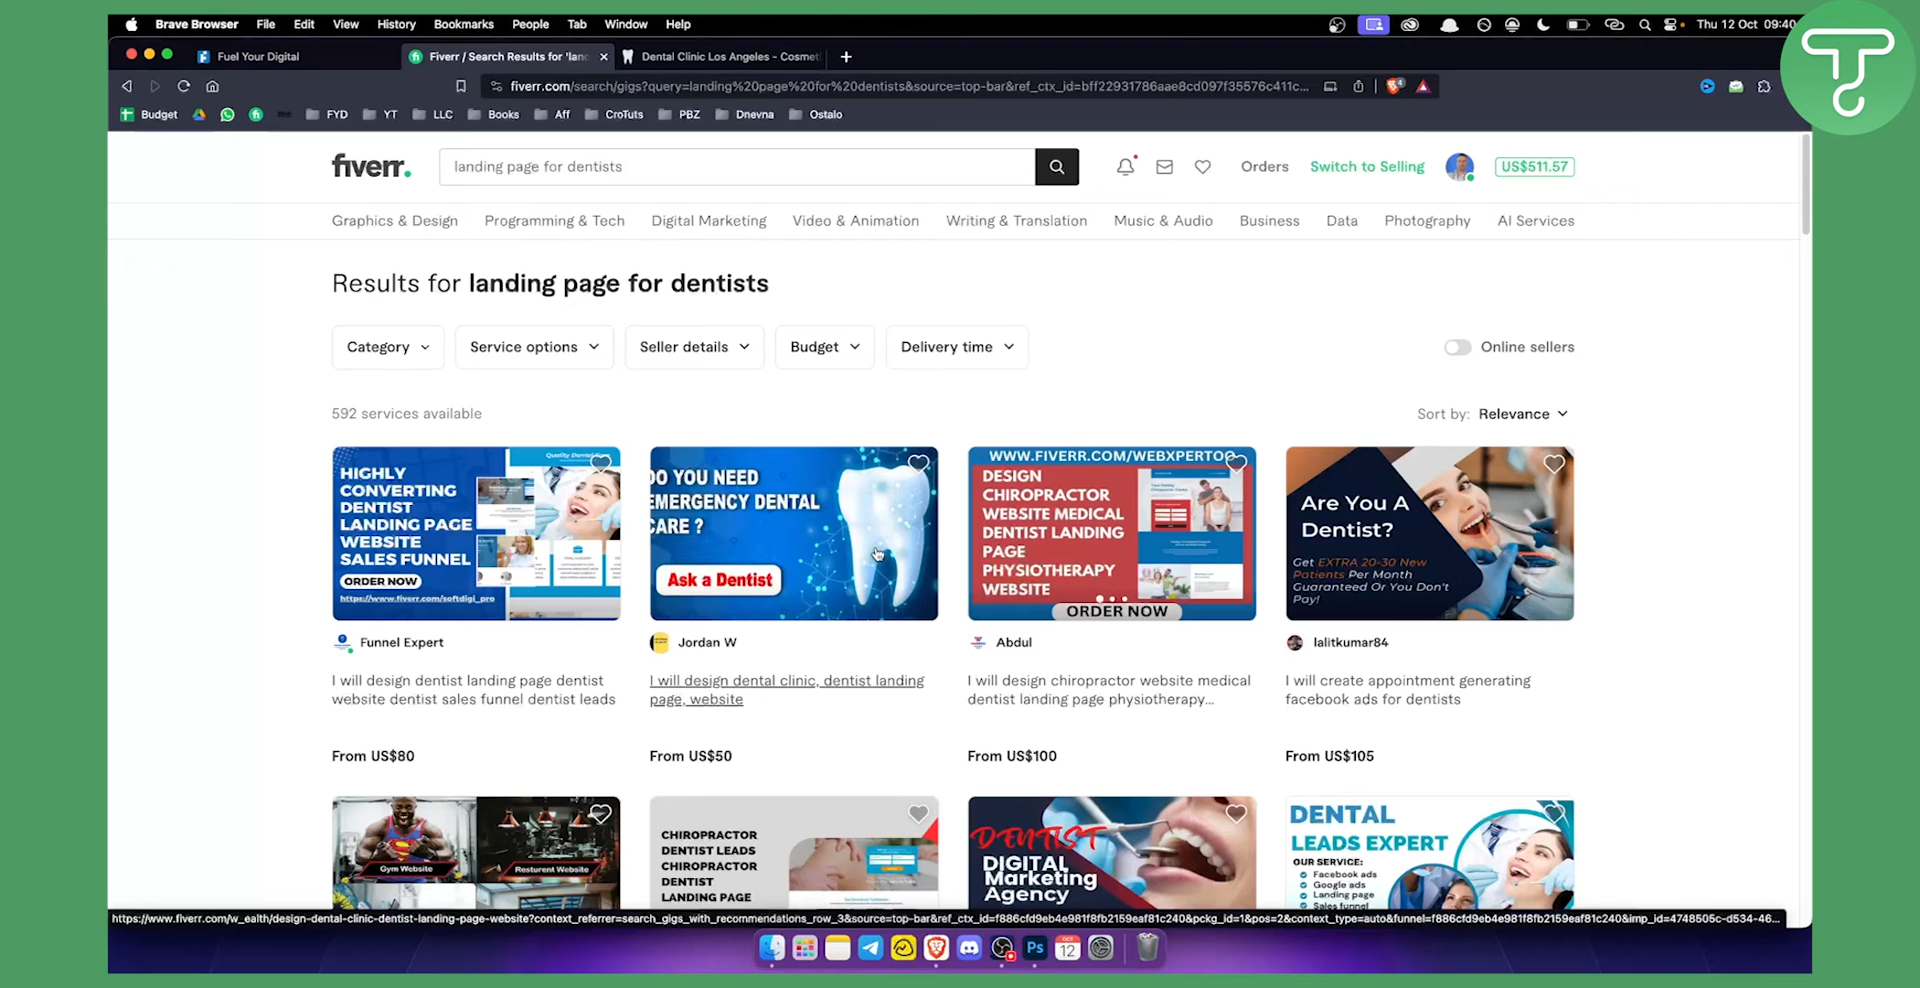 Brave Browser File Edit View History Bookmarks People Tab Window Help
Thu 12 Oct 09:40
Fuel Your Digital
Fiverr / Search Results for 'lanc
Dental Clinic Los Angeles - Cosmet
fiverr.com/search/gigs?query=landing%20page%20for%20dentists&source=top-bar&ref_ctx_id=bff22931786aae8cd097f35576c411c...
Budget FYD YT LLC Books Aff CroTuts PBZ Dnevna Ostalo
fiverr.
landing page for dentists
Orders
Switch to Selling
US$511.57
Graphics & Design Programming & Tech Digital Marketing Video & Animation Writing & Translation Music & Audio Business Data Photography AI Services
Results for landing page for dentists
Category Service options Seller details Budget Delivery time
Online sellers
592 services available
Sort by: Relevance
Quality Dental Care
HIGHLY
CONVERTING
DENTIST
LANDING PAGE
WEBSITE
SALES FUNNEL
ORDER NOW
https://www.fiverr.com/softdigi_pro
DO YOU NEED
EMERGENCY DENTAL
CARE ?
Ask a Dentist
WWW.FIVERR.COM/WEBXPERTOO
DESIGN
CHIROPRACTOR
WEBSITE MEDICAL
DENTIST LANDING
PAGE
PHYSIOTHERAPY
WEBSITE
ORDER NOW
Are You A
Dentist?
Get EXTRA 20-30 New
Patients Per Month
Guaranteed Or You Don't
Pay!
Funnel Expert
Jordan W
Abdul
lalitkumar84
I will design dentist landing page dentist
website dentist sales funnel dentist leads
I will design dental clinic, dentist landing
page, website
I will design chiropractor website medical
dentist landing page physiotherapy...
I will create appointment generating
facebook ads for dentists
From US$80
From US$50
From US$100
From US$105
Gym Website
Resturent Website
CHIROPRACTOR
DENTIST LEADS
CHIROPRACTOR
DENTIST
LANDING PAGE
DENTIST
DIGITAL
Marketing
Agency
DENTAL
LEADS EXPERT
OUR SERVICE:
Facebook ads
Google ads
Landing page
Sales funnel
https://www.fiverr.com/w_ealth/design-dental-clinic-dentist-landing-page-website?context_referrer=search_gigs_with_recommendations_row_3&source=top-bar&ref_ctx_id=f886cfd9eb4e981f8fb2159eaf81c240&pckg_id=1&pos=2&context_type=auto&funnel=f886cfd9eb4e981f8fb2159eaf81c240&imp_id=4748505c-d534-46...
Ps
OCT
12